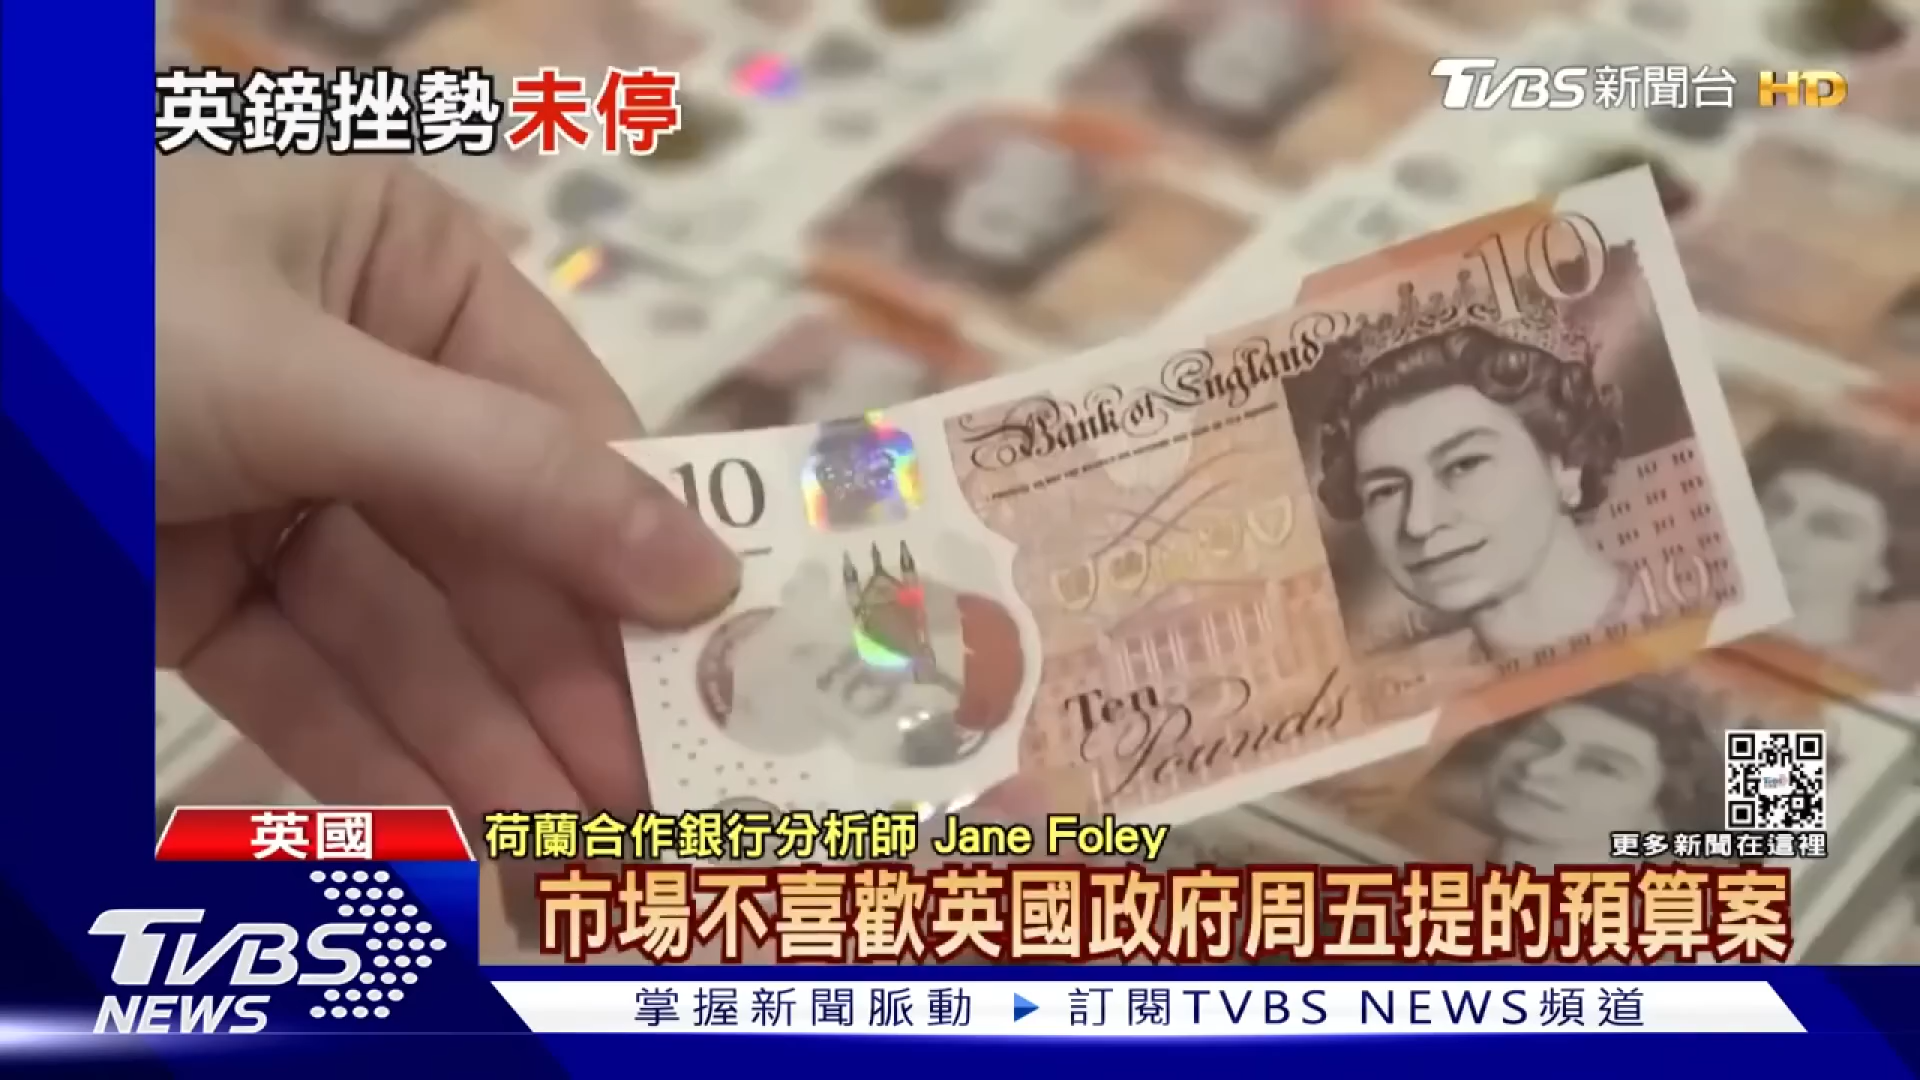 英鎊挫勢未停
TVBS新聞台 HD
10
Bank of England
10
10
10
Ten
Pounds
更多新聞在這裡
英國
荷蘭合作銀行分析師 Jane Foley
市場不喜歡英國政府周五提的預算案
TVBS
NEWS
掌握新聞脈動 ▶ 訂閱TVBS NEWS頻道